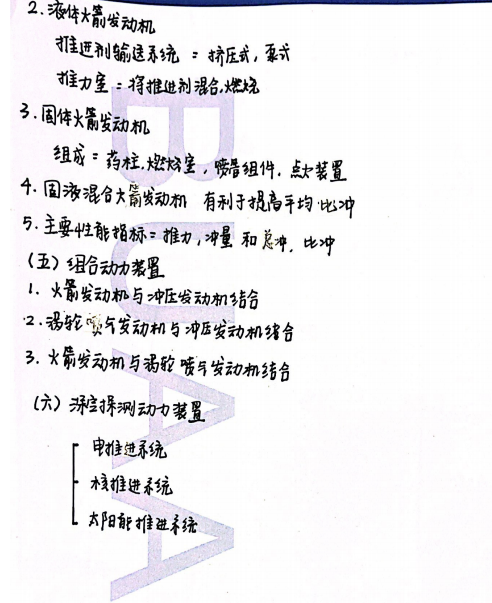 2.液体火箭发动机
推进剂输送系统:挤压式,泵式
推力室:将推进剂混合,燃烧
3.固体火箭发动机
组成:药柱,燃烧室,喷管组件,点火装置
4.固液混合火箭发动机 有利于提高平均比冲
5.主要性能指标:推力,冲量和总冲,比冲
(五)组合动力装置
1.火箭发动机与冲压发动机结合
2.涡轮喷气发动机与冲压发动机结合
3.火箭发动机与涡轮喷气发动机结合
(六)深空探测动力装置
电推进系统
核推进系统
太阳能推进系统
BUAA